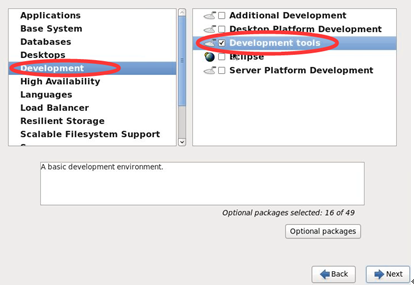 Applications
Base System
Databases
Desktops
Development
High Availability
Languages
Load Balancer
Resilient Storage
Scalable Filesystem Support
Additional Development
Desktop Platform Development
Development tools
Eclipse
Server Platform Development
A basic development environment.
Optional packages selected: 16 of 49
Optional packages
Back
Next